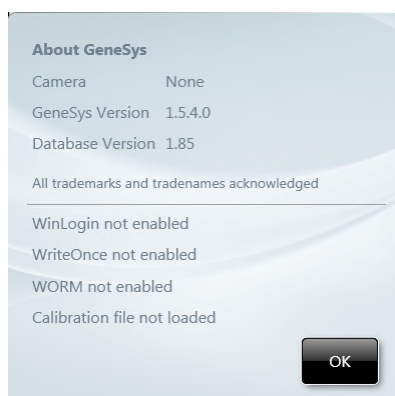 About GeneSys
Camera None
GeneSys Version 1.5.4.0
Database Version 1.85
All trademarks and tradenames acknowledged
WinLogin not enabled
WriteOnce not enabled
WORM not enabled
Calibration file not loaded
OK